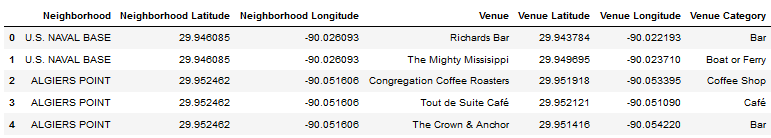 Neighborhood Neighborhood Latitude Neighborhood Longitude Venue Venue Latitude Venue Longitude Venue Category
0 U.S. NAVAL BASE 29.946085 -90.026093 Richards Bar 29.943784 -90.022193 Bar
1 U.S. NAVAL BASE 29.946085 -90.026093 The Mighty Missisippi 29.949695 -90.023710 Boat or Ferry
2 ALGIERS POINT 29.952462 -90.051606 Congregation Coffee Roasters 29.951918 -90.053395 Coffee Shop
3 ALGIERS POINT 29.952462 -90.051606 Tout de Suite Café 29.952121 -90.051090 Café
4 ALGIERS POINT 29.952462 -90.051606 The Crown & Anchor 29.951416 -90.054220 Bar